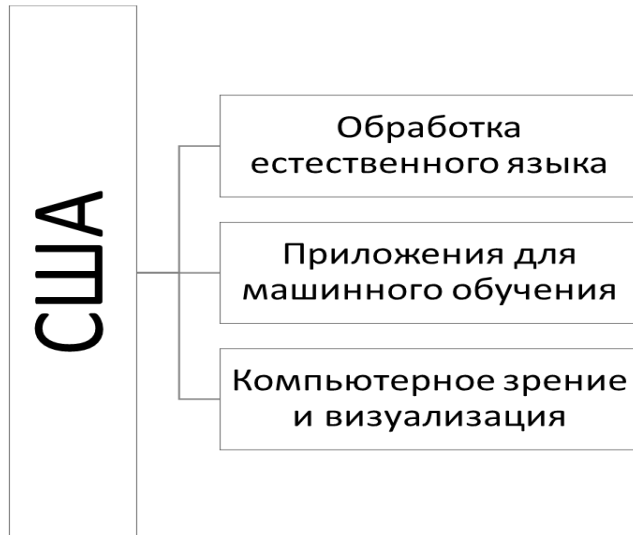 США
Обработка
естественного языка
Приложения для
машинного обучения
Компьютерное зрение
и визуализация